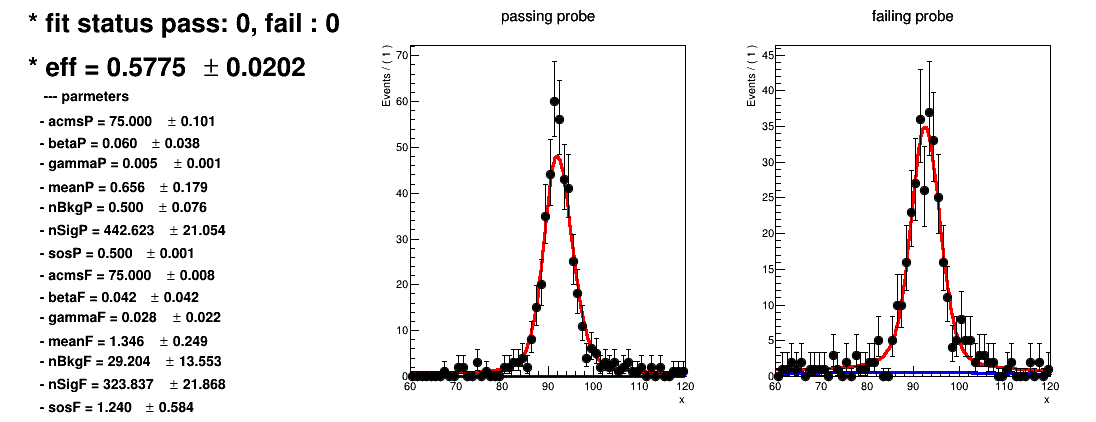 * fit status pass: 0, fail : 0
* eff = 0.5775 ± 0.0202
--- parmeters
- acmsP = 75.000 ± 0.101
- betaP = 0.060 ± 0.038
- gammaP = 0.005 ± 0.001
- meanP = 0.656 ± 0.179
- nBkgP = 0.500 ± 0.076
- nSigP = 442.623 ± 21.054
- sosP = 0.500 ± 0.001
- acmsF = 75.000 ± 0.008
- betaF = 0.042 ± 0.042
- gammaF = 0.028 ± 0.022
- meanF = 1.346 ± 0.249
- nBkgF = 29.204 ± 13.553
- nSigF = 323.837 ± 21.868
- sosF = 1.240 ± 0.584
passing probe
Events / ( 1 )
70
60
50
40
30
20
10
0
60 70 80 90 100 110 120
x
failing probe
Events / ( 1 )
45
40
35
30
25
20
15
10
5
0
60 70 80 90 100 110 120
x